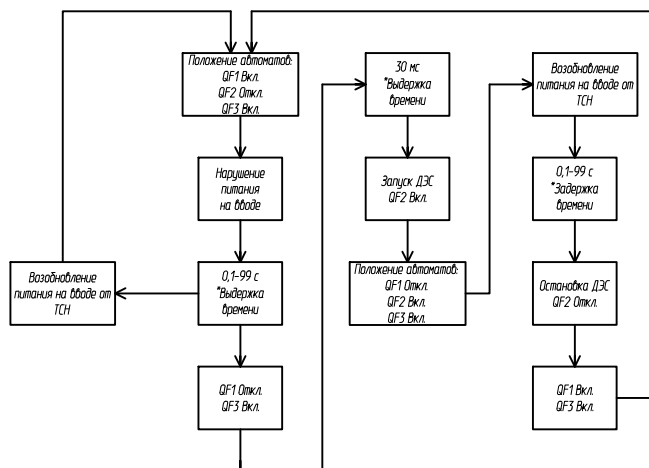 Положение автоматов:
QF1 Вкл.
QF2 Откл.
QF3 Вкл.
Нарушение
питания
на вводе
0,1-99 с
*Выдержка
времени
Возобновление
питания на вводе от
ТСН
QF1 Откл.
QF3 Вкл.
30 мс
*Выдержка
времени
Запуск ДЭС
QF2 Вкл.
Положение автоматов:
QF1 Откл.
QF2 Вкл.
QF3 Вкл.
Возобновление
питания на вводе от
ТСН
0,1-99 с
*Задержка
времени
Остановка ДЭС
QF2 Откл.
QF1 Вкл.
QF3 Вкл.